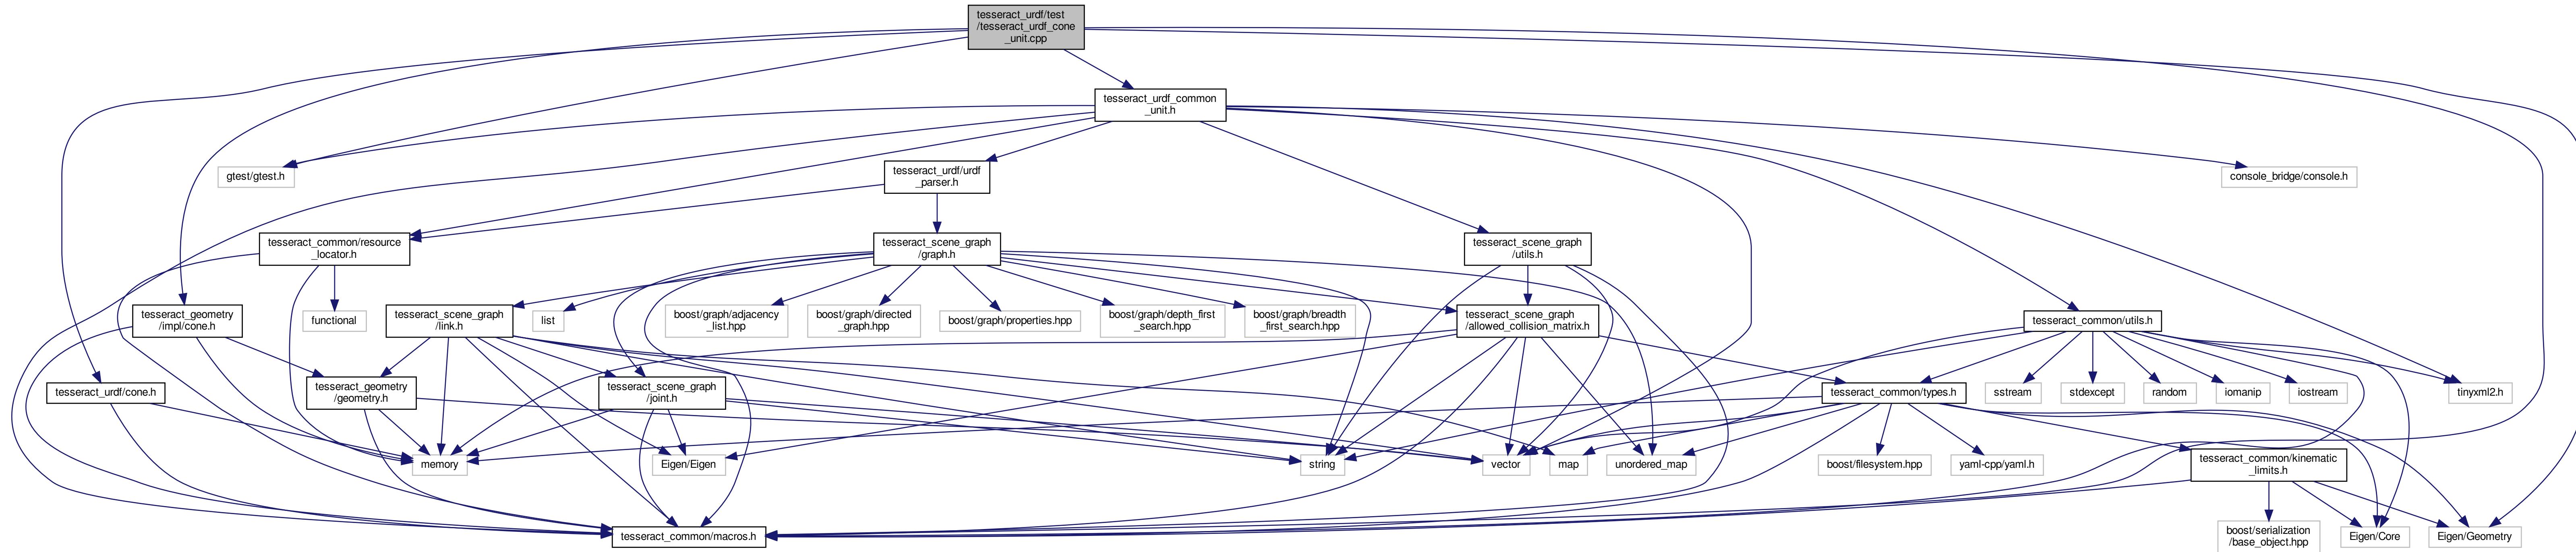 tesseract_urdf/test
/tesseract_urdf_cone
_unit.cpp
tesseract_urdf_common
_unit.h
gtest/gtest.h
tesseract_urdf/urdf
_parser.h
console_bridge/console.h
tesseract_common/resource
_locator.h
tesseract_scene_graph
/graph.h
tesseract_scene_graph
/utils.h
tesseract_geometry
/impl/cone.h
functional
tesseract_scene_graph
/link.h
list
boost/graph/adjacency
_list.hpp
boost/graph/directed
_graph.hpp
boost/graph/properties.hpp
boost/graph/depth_first
_search.hpp
boost/graph/breadth
_first_search.hpp
tesseract_scene_graph
/allowed_collision_matrix.h
tesseract_common/utils.h
tesseract_urdf/cone.h
tesseract_geometry
/geometry.h
tesseract_scene_graph
/joint.h
tesseract_common/types.h
sstream
stdexcept
random
iomanip
iostream
tinyxml2.h
memory
Eigen/Eigen
string
vector
map
unordered_map
boost/filesystem.hpp
yaml-cpp/yaml.h
tesseract_common/kinematic
_limits.h
tesseract_common/macros.h
boost/serialization
/base_object.hpp
Eigen/Core
Eigen/Geometry